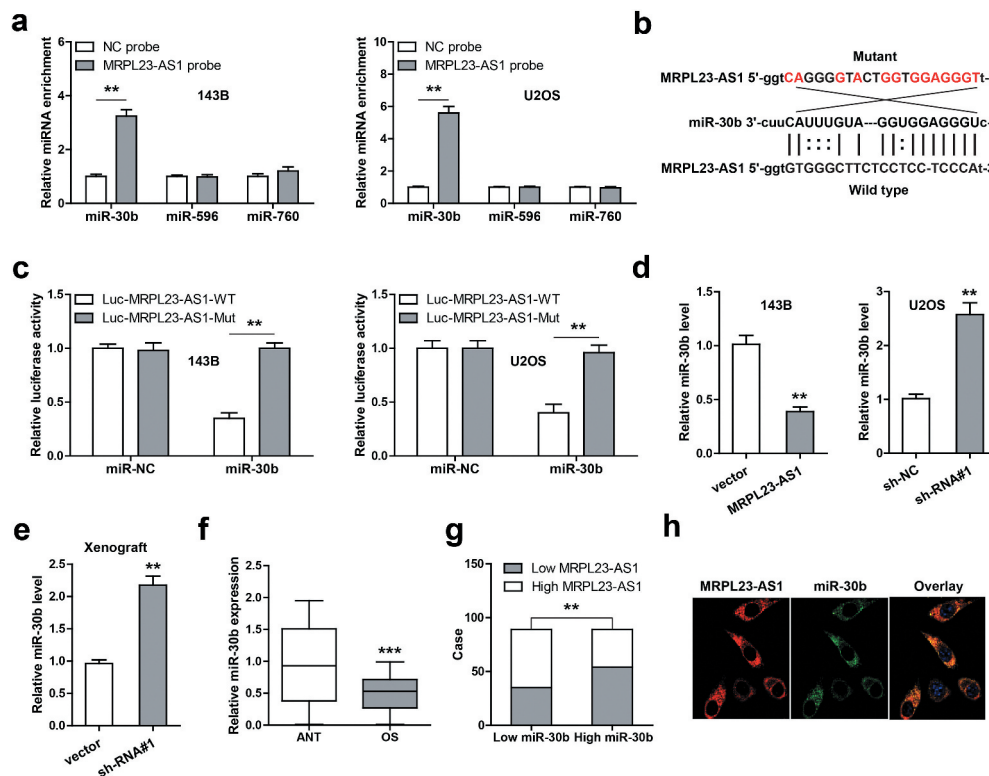 a
Relative miRNA enrichment
6
4
2
0
NC probe
MRPL23-AS1 probe
**
143B
miR-30b miR-596 miR-760
Relative miRNA enrichment
10
8
6
4
2
0
NC probe
MRPL23-AS1 probe
**
U2OS
miR-30b miR-596 miR-760
b
Mutant
MRPL23-AS1 5'-ggtCAGGGGTACTGGTGGAGGGTt-
miR-30b 3'-cuuCAUUUGUA---GGUGGAGGGUc-
||:::| | ||:|||||||
MRPL23-AS1 5'-ggtGTGGGCTTCTCCTCC-TCCCAt-3
Wild type
c
Relative luciferase activity
1.5
1.0
0.5
0.0
Luc-MRPL23-AS1-WT
Luc-MRPL23-AS1-Mut
**
143B
miR-NC miR-30b
Relative luciferase activity
1.5
1.0
0.5
0.0
Luc-MRPL23-AS1-WT
Luc-MRPL23-AS1-Mut
**
U2OS
miR-NC miR-30b
d
Relative miR-30b level
1.5
1.0
0.5
0.0
143B
**
vector MRPL23-AS1
Relative miR-30b level
3
2
1
0
U2OS
**
sh-NC sh-RNA#1
e
Xenograft
Relative miR-30b level
2.5
2.0
1.5
1.0
0.5
0.0
**
vector sh-RNA#1
f
Relative miR-30b expression
2.5
2.0
1.5
1.0
0.5
0.0
***
ANT OS
g
Case
150
100
50
0
Low MRPL23-AS1
High MRPL23-AS1
**
Low miR-30b High miR-30b
h
MRPL23-AS1 miR-30b Overlay